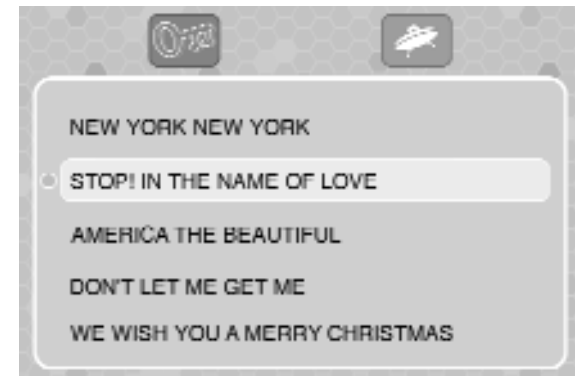 NEW YORK NEW YORK
STOP! IN THE NAME OF LOVE
AMERICA THE BEAUTIFUL
DON'T LET ME GET ME
WE WISH YOU A MERRY CHRISTMAS